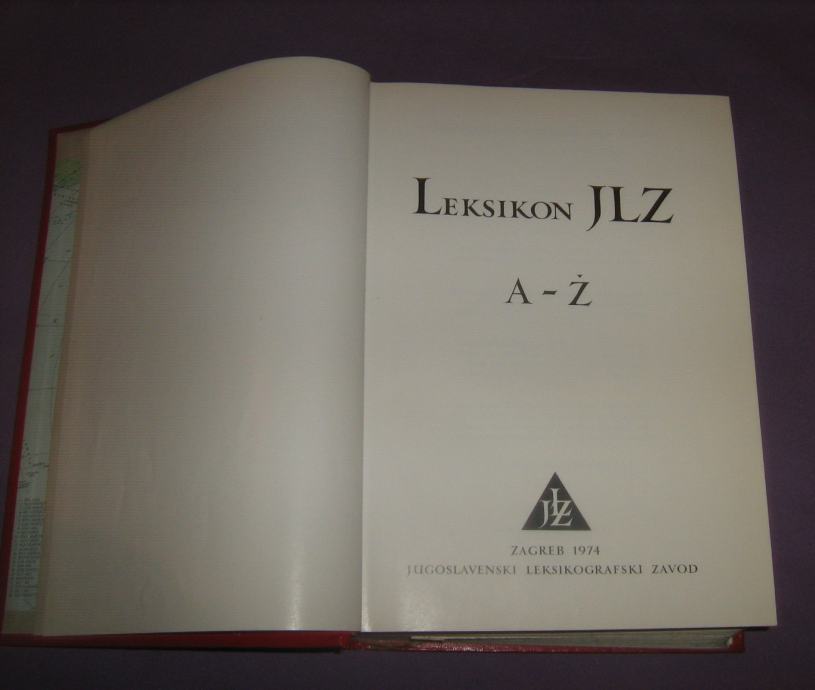 LEKSIKON JLZ
A - Ž
JLZ
ZAGREB 1974
JUGOSLAVENSKI LEKSIKOGRAFSKI ZAVOD